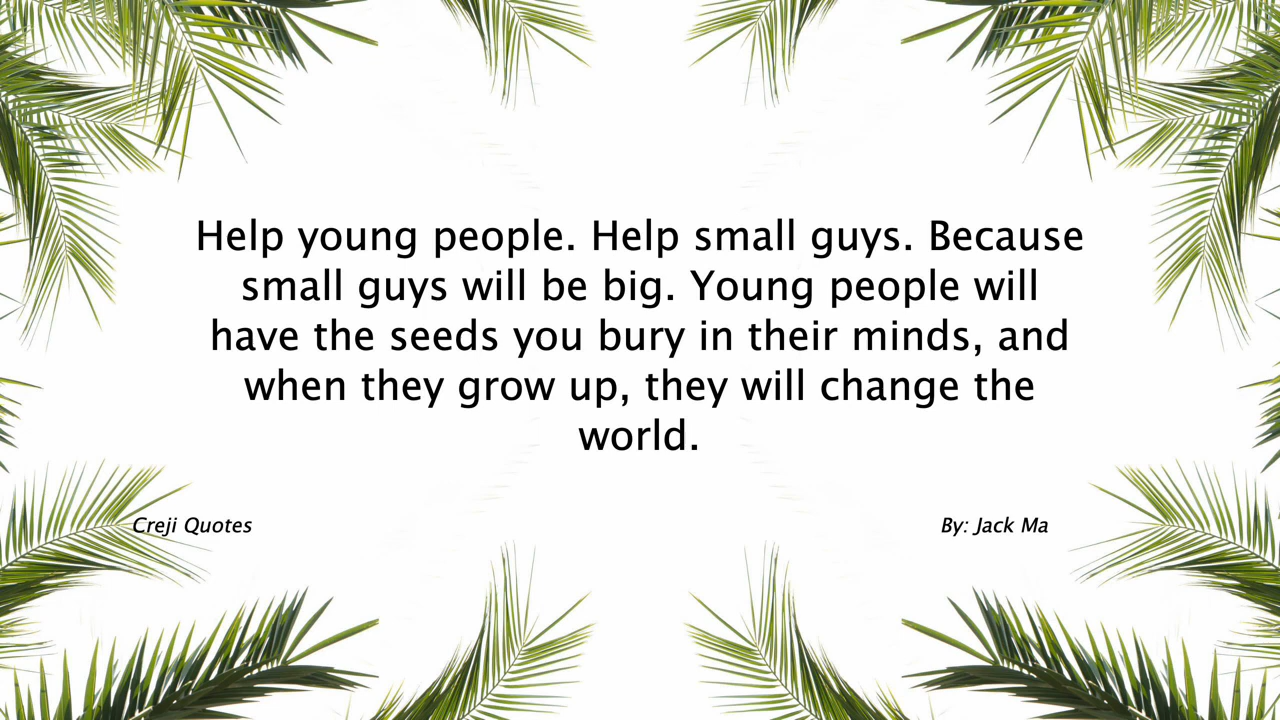 Help young people. Help small guys. Because
small guys will be big. Young people will
have the seeds you bury in their minds, and
when they grow up, they will change the
world.
Creji Quotes
By: Jack Ma